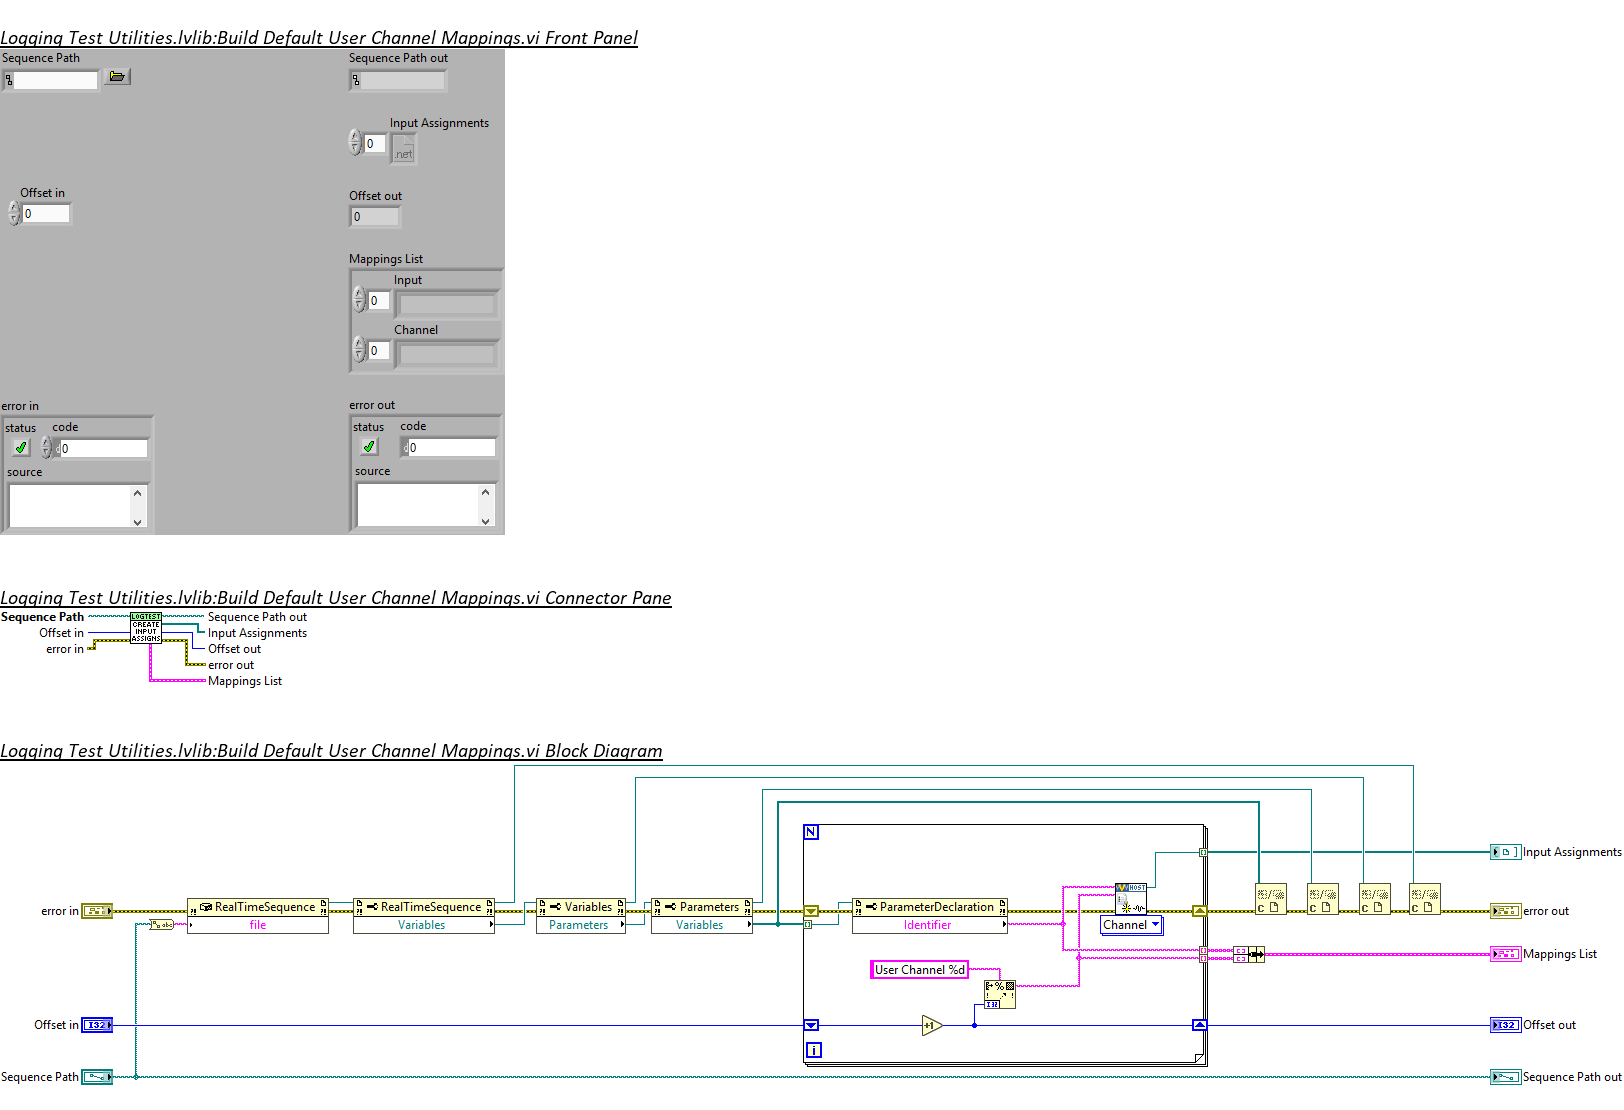 Logging Test Utilities.lvlib:Build Default User Channel Mappings.vi Front Panel
Sequence Path
Sequence Path out
Input Assignments
0
.net
Offset in
0
Offset out
0
Mappings List
Input
0
Channel
0
error in
error out
status code
status code
0
0
source
source
Logging Test Utilities.lvlib:Build Default User Channel Mappings.vi Connector Pane
Sequence Path
LOGTEST
CREATE
INPUT
ASSIGNS
Sequence Path out
Offset in
Input Assignments
error in
Offset out
error out
Mappings List
Logging Test Utilities.lvlib:Build Default User Channel Mappings.vi Block Diagram
N
Input Assignments
HOST
error in
RealTimeSequence
RealTimeSequence
Variables
Parameters
ParameterDeclaration
error out
file
Variables
Parameters
Variables
Identifier
Channel
Mappings List
User Channel %d
I32
Offset in
I32
+1
I32
Offset out
i
Sequence Path
Sequence Path out